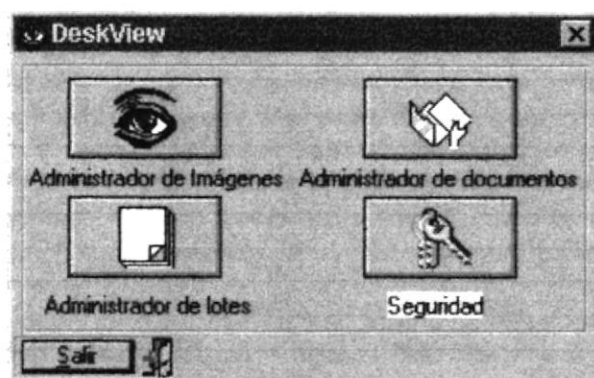 DeskView
Administrador de Imágenes Administrador de documentos
Administrador de lotes Seguridad
Salir